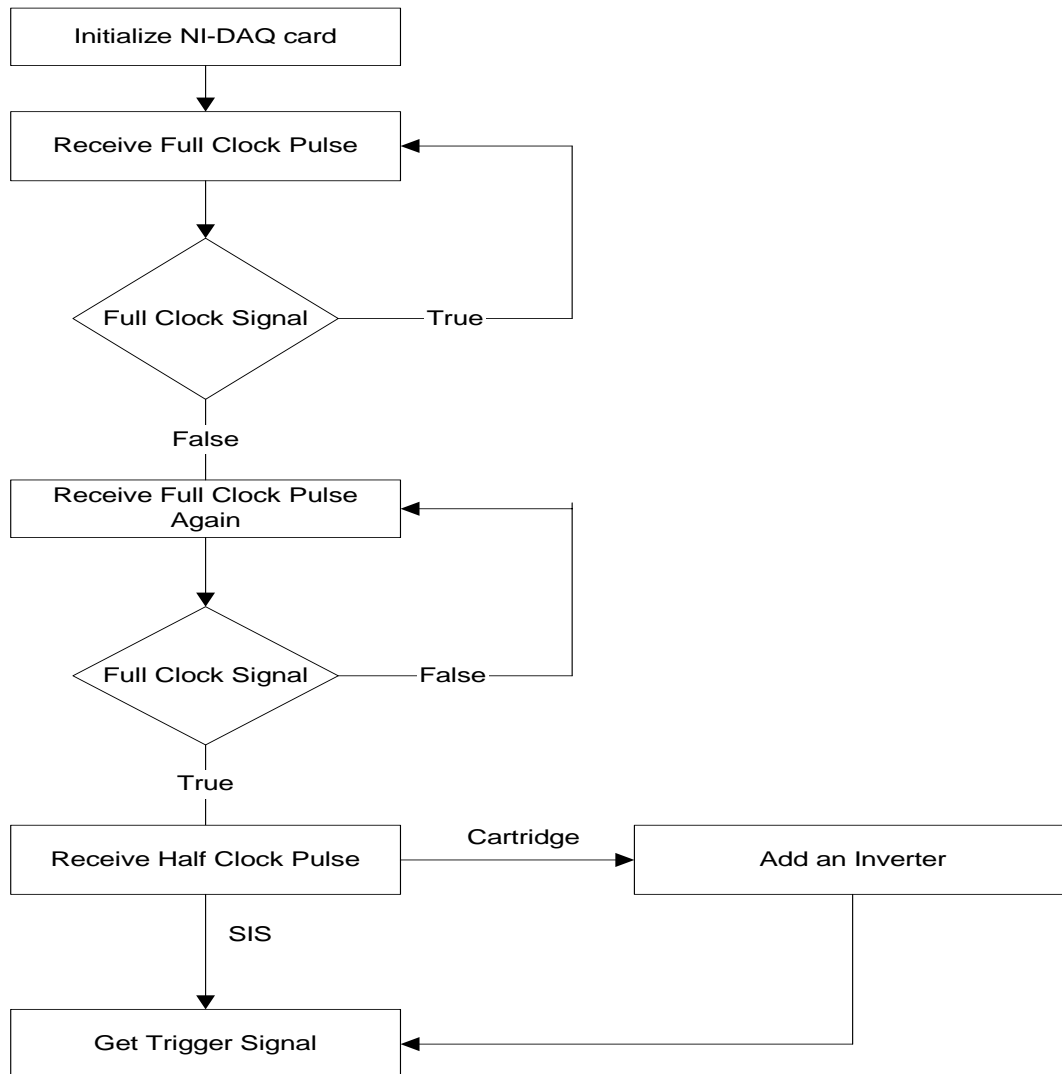 Initialize NI-DAQ card
Receive Full Clock Pulse
Full Clock Signal
True
False
Receive Full Clock Pulse
Again
Full Clock Signal
False
True
Receive Half Clock Pulse
Cartridge
Add an Inverter
SIS
Get Trigger Signal